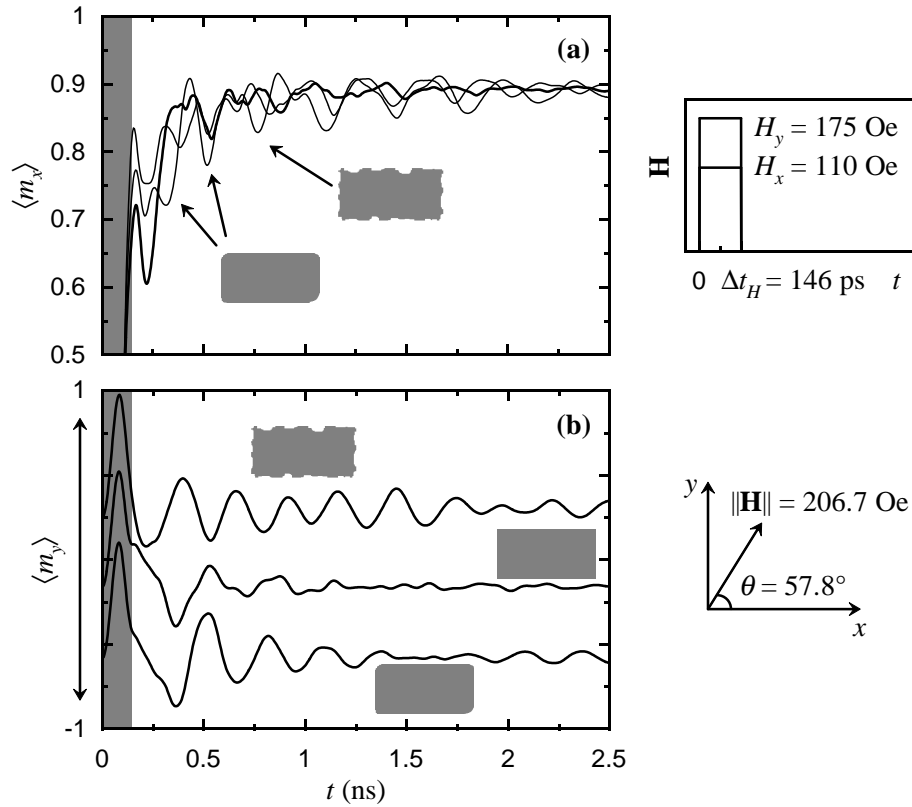 1
(a)
0.9
0.8
⟨m_x⟩
0.7
0.6
0.5
H
H_y = 175 Oe
H_x = 110 Oe
0 Δt_H = 146 ps t
1
(b)
⟨m_y⟩
-1
0 0.5 1 1.5 2 2.5
t (ns)
y
||H|| = 206.7 Oe
θ = 57.8°
x